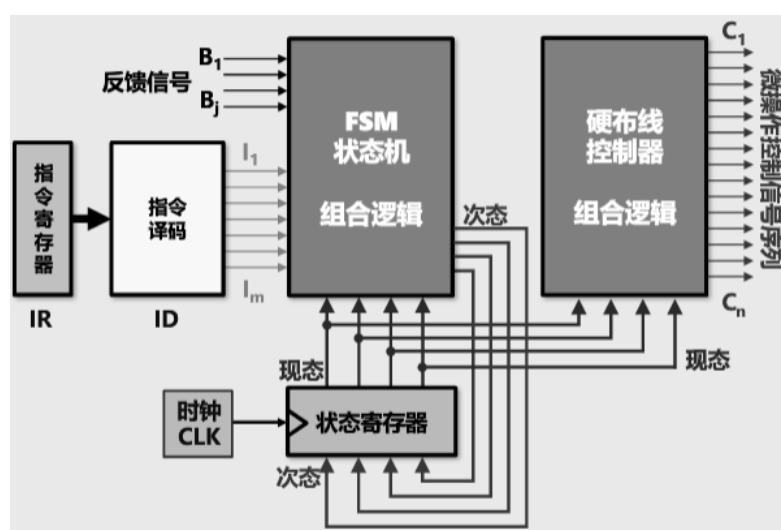 B1
反馈信号
Bj
指令寄存器
IR
指令
译码
ID
I1
Im
FSM
状态机
组合逻辑
次态
硬布线
控制器
组合逻辑
C1
微操作控制信号序列
Cn
现态
现态
时钟
CLK
状态寄存器
次态